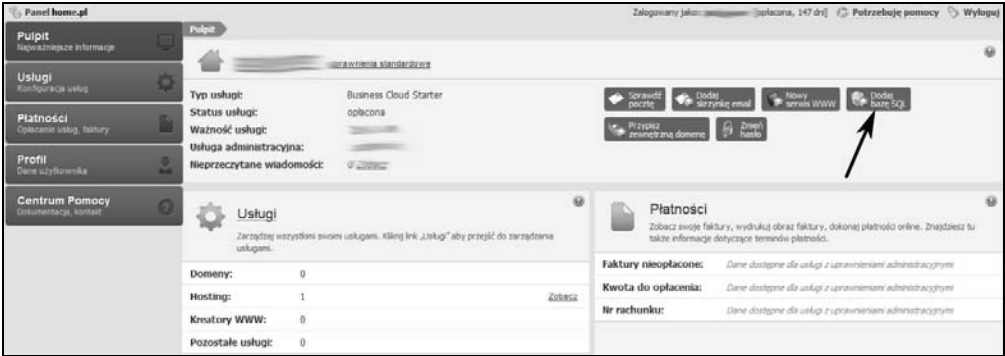 Panel home.pl
Zalogowany jako: [opłacona, 147 dni] Potrzebuję pomocy Wyloguj
Pulpit
Najważniejsze informacje
Usługi
Konfiguracja usług
Płatności
Opłacanie usług, faktury
Profil
Dane użytkownika
Centrum Pomocy
Dokumentacja, kontakt
Pulpit
uprawnienia standardowe
Typ usługi: Business Cloud Starter
Status usługi: opłacona
Ważność usługi:
Usługa administracyjna:
Nieprzeczytane wiadomości: 0
Sprawdź pocztę
Dodaj skrzynkę email
Nowy serwis WWW
Dodaj bazę SQL
Przypisz zewnętrzną domenę
Zmień hasło
Usługi
Zarządzaj wszystkimi swoimi usługami. Kliknij link „Usługi" aby przejść do zarządzania
usługami.
Domeny: 0
Hosting: 1 Zobacz
Kreatory WWW: 0
Pozostałe usługi: 0
Płatności
Zobacz swoje faktury, wydrukuj obraz faktury, dokonaj płatności online. Znajdziesz tu
także informacje dotyczące terminów płatności.
Faktury nieopłacone: Dane dostępne dla usługi z uprawnieniami administracyjnymi
Kwota do opłacenia: Dane dostępne dla usługi z uprawnieniami administracyjnymi
Nr rachunku: Dane dostępne dla usługi z uprawnieniami administracyjnymi